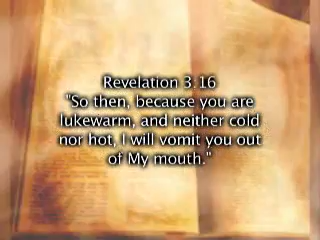 Revelation 3.16
"So then, because you are
lukewarm, and neither cold
nor hot, I will vomit you out
of My mouth."